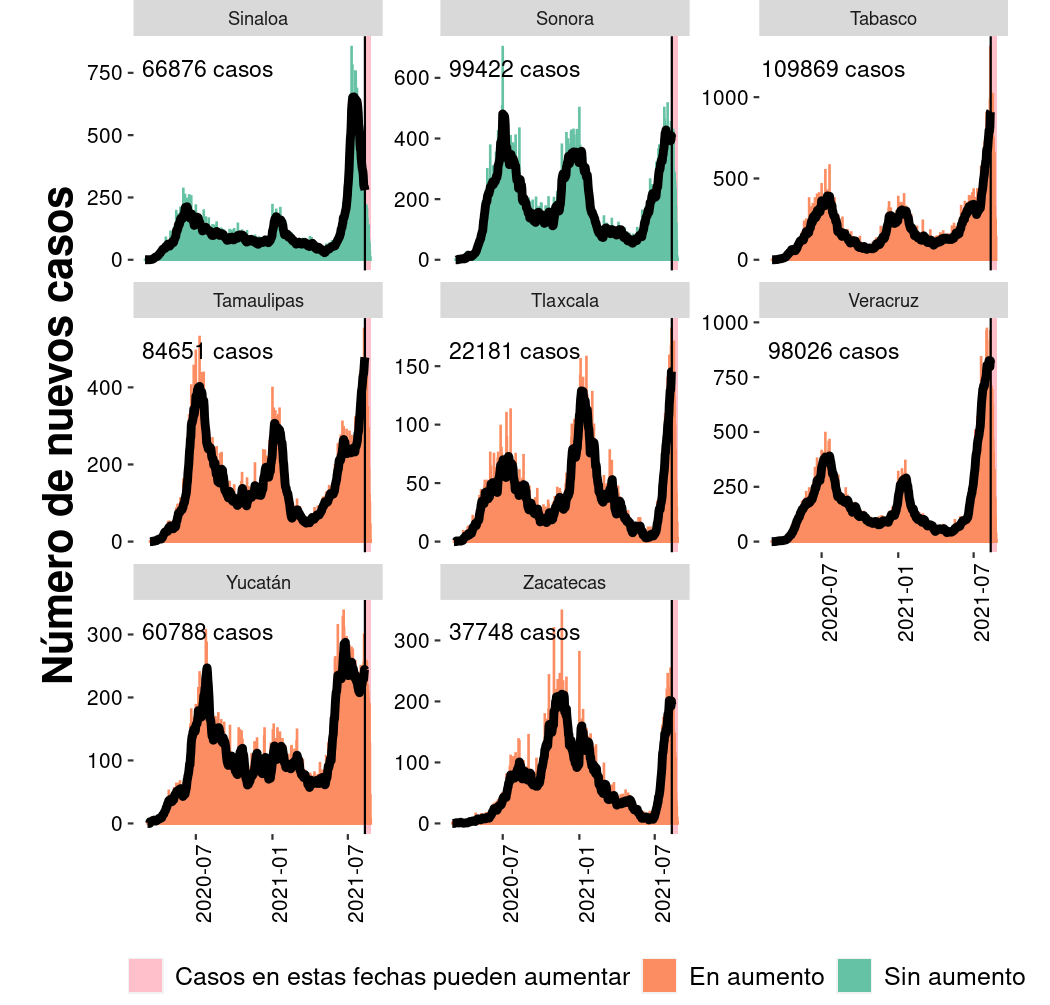 Sinaloa
Sonora
Tabasco
66876 casos
99422 casos
109869 casos
750
500
250
0
600
400
200
0
1000
500
0
Tamaulipas
Tlaxcala
Veracruz
84651 casos
22181 casos
98026 casos
400
200
0
150
100
50
0
1000
750
500
250
0
2020-07
2021-01
2021-07
Yucatán
Zacatecas
60788 casos
37748 casos
300
200
100
0
300
200
100
0
2020-07
2021-01
2021-07
2020-07
2021-01
2021-07
Número de nuevos casos
Casos en estas fechas pueden aumentar
En aumento
Sin aumento